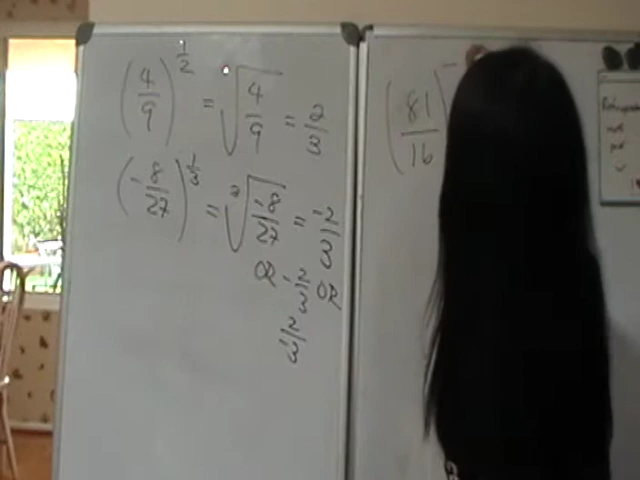 (4/9)^1/2 = √4/9 = 2/3
(-8/27)^1/3 = ∛-8/27 = -2/3
or -2/3 or
-2/-3
(81/16)^-